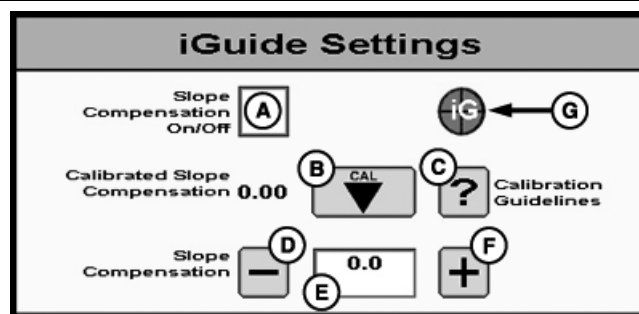 iGuide Settings
Slope
Compensation
On/Off
A
iG
G
Calibrated Slope
Compensation 0.00
B
CAL
C
?
Calibration
Guidelines
Slope
Compensation
D
−
0.0
E
F
+